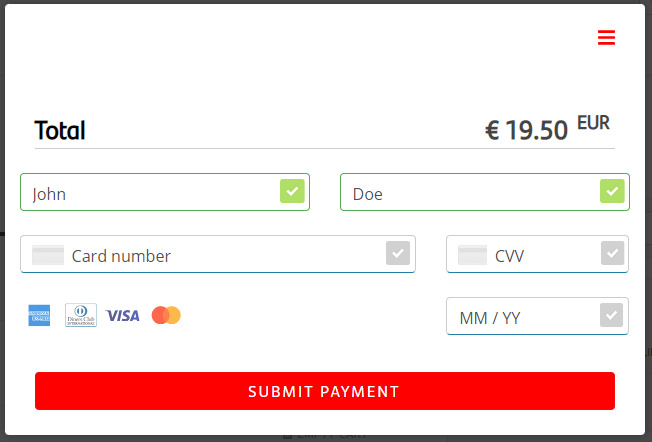 Total € 19.50 EUR
John Doe
Card number CVV
AMERICAN EXPRESS Diners Club INTERNATIONAL VISA MM / YY
SUBMIT PAYMENT